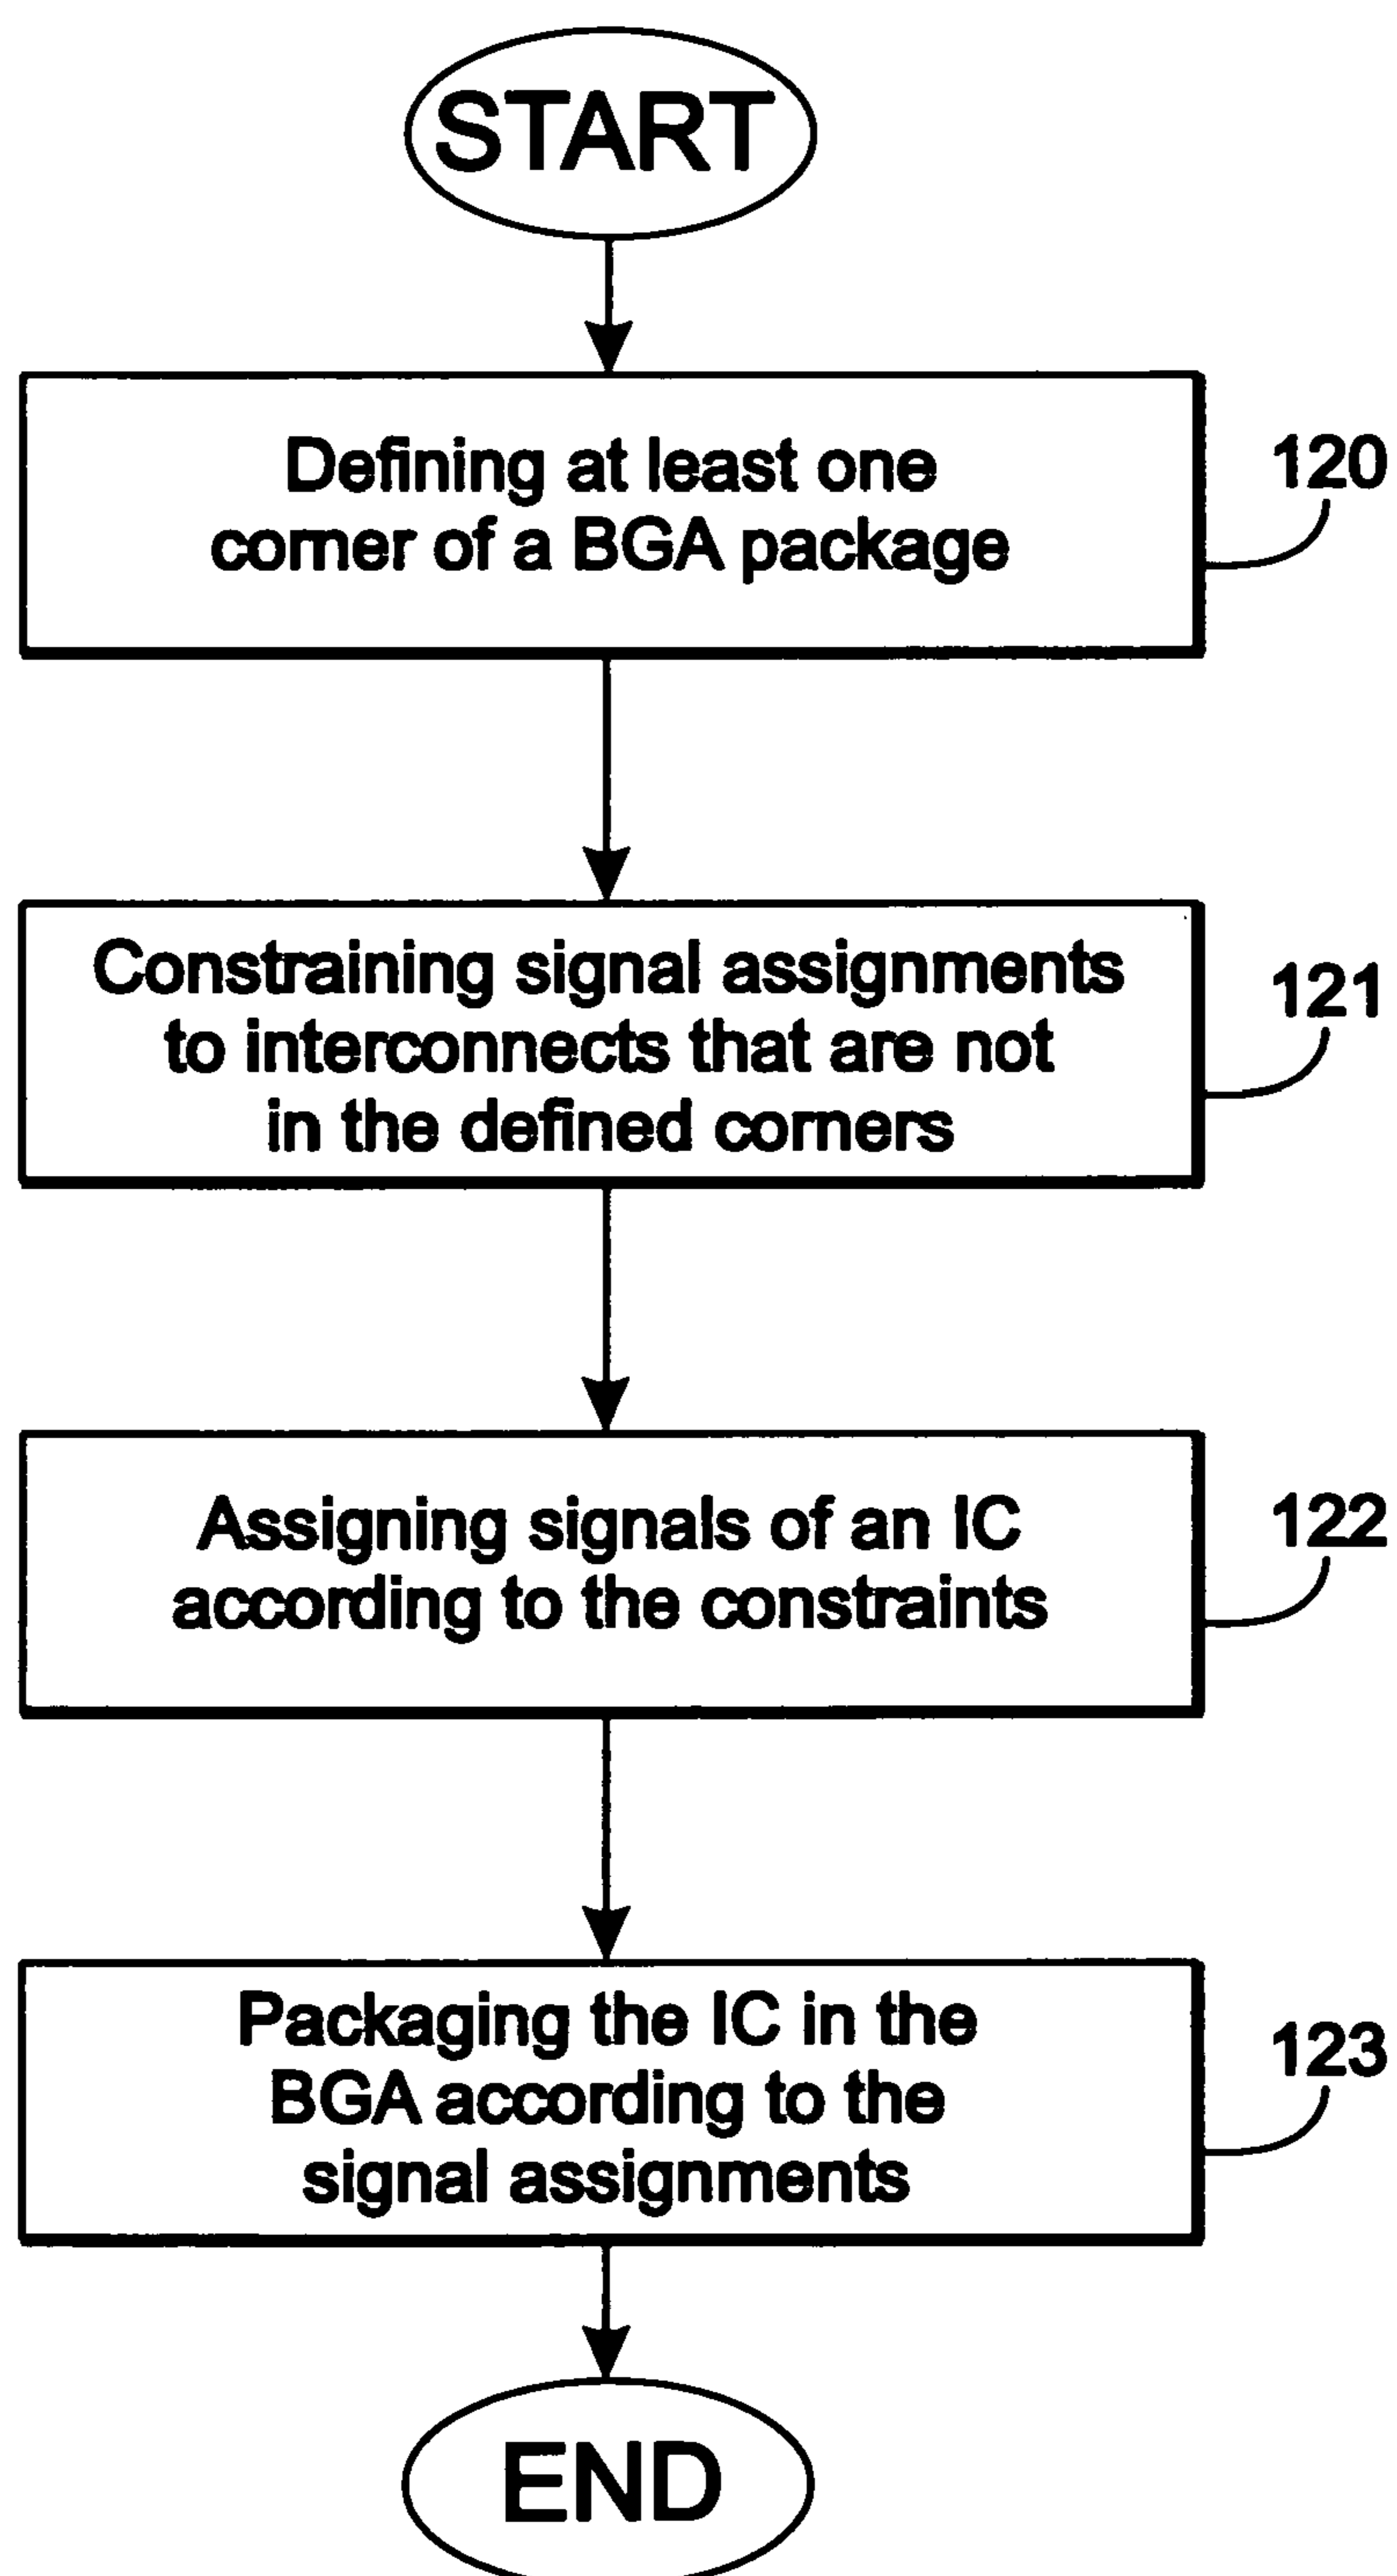 START
Defining at least one
corner of a BGA package
120
Constraining signal assignments
to interconnects that are not
in the defined corners
121
Assigning signals of an IC
according to the constraints
122
Packaging the IC in the
BGA according to the
signal assignments
123
END